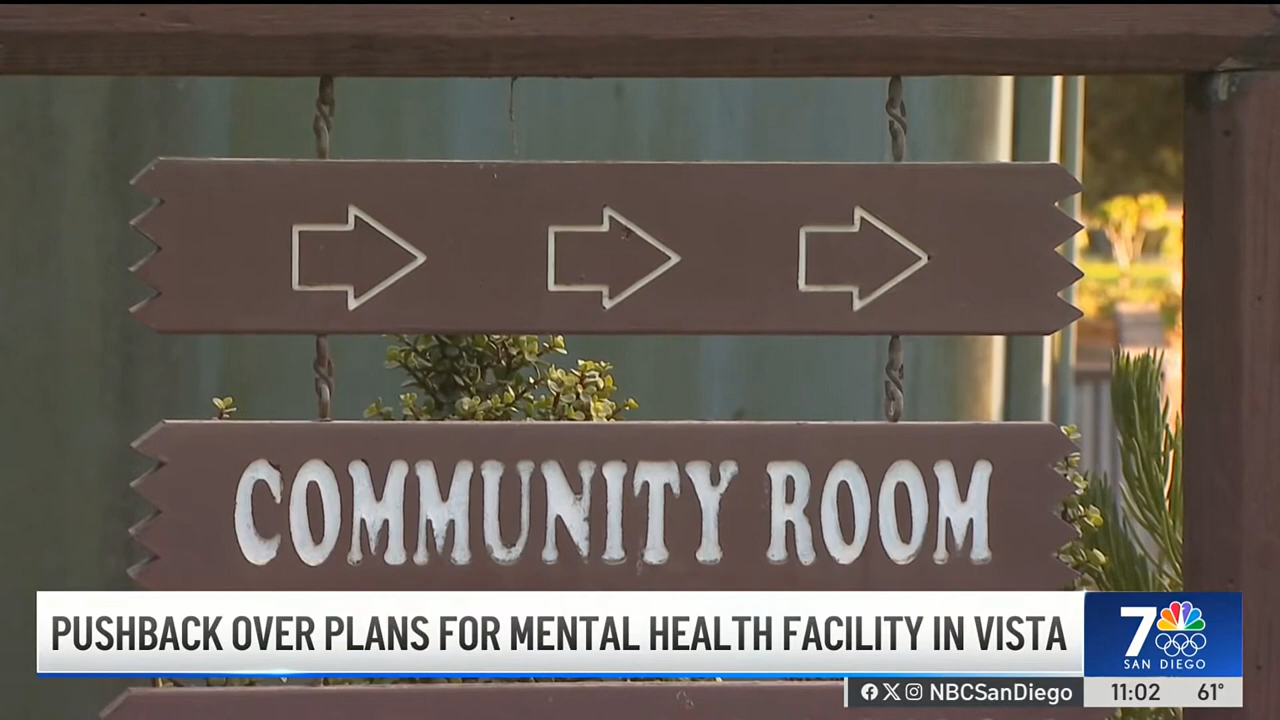 COMMUNITY ROOM
PUSHBACK OVER PLANS FOR MENTAL HEALTH FACILITY IN VISTA
7
SAN DIEGO
NBCSanDiego
11:02 61°